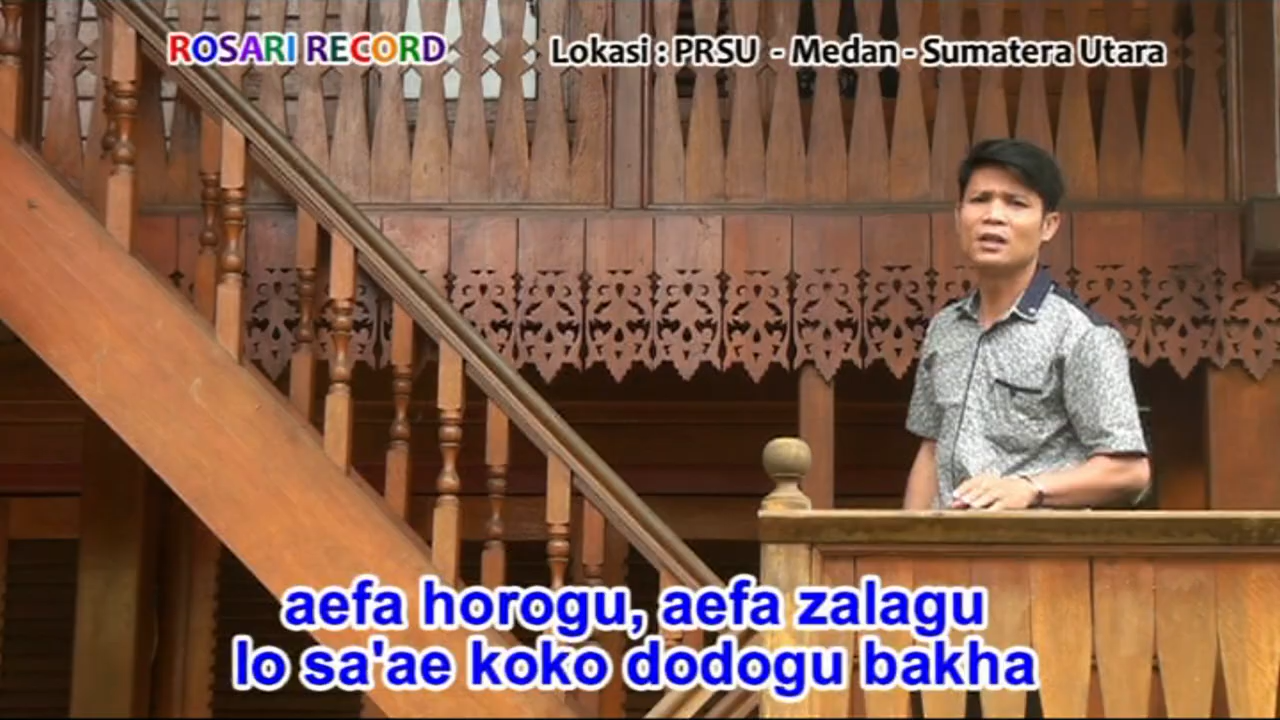 ROSARI RECORD
Lokasi : PRSU - Medan - Sumatera Utara
aefa horogu, aefa zalagu
lo sa'ae koko dodogu bakha